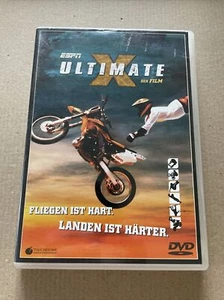 ESPN
ULTIMATE X
DER FILM
FLIEGEN IST HART.
LANDEN IST HÄRTER.
DVD